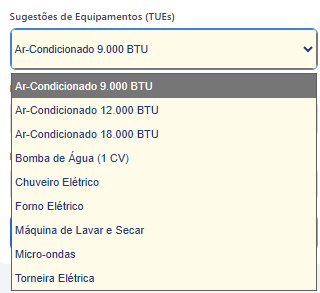 Sugestões de Equipamentos (TUEs)
Ar-Condicionado 9.000 BTU
Ar-Condicionado 9.000 BTU
Ar-Condicionado 12.000 BTU
Ar-Condicionado 18.000 BTU
Bomba de Água (1 CV)
Chuveiro Elétrico
Forno Elétrico
Máquina de Lavar e Secar
Micro-ondas
Torneira Elétrica